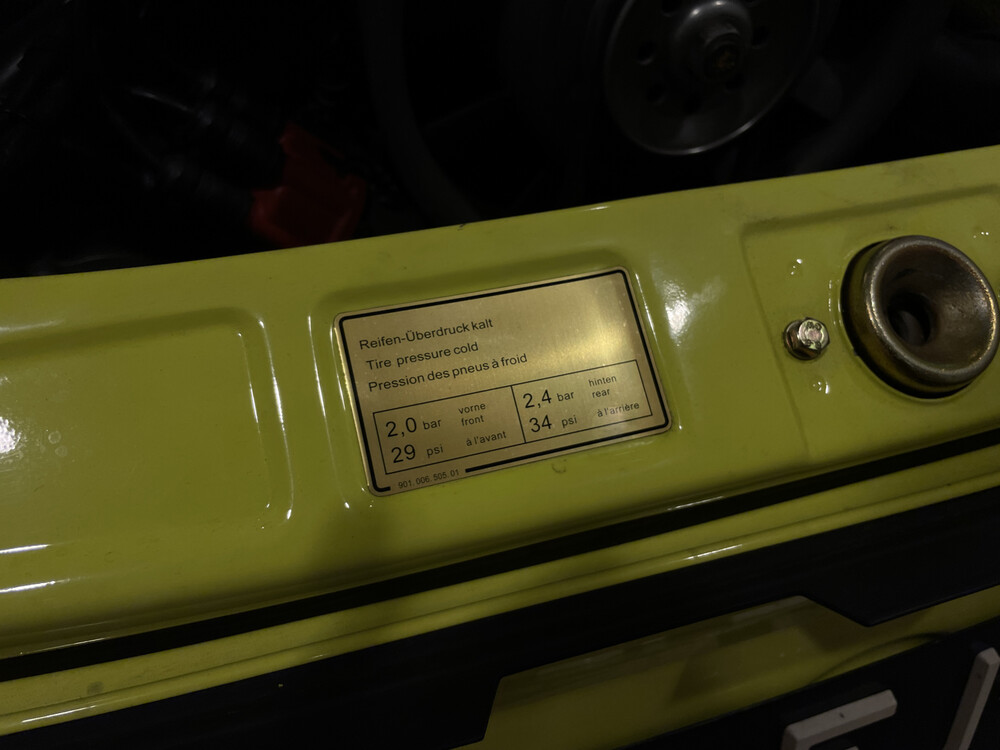 Reifen-Überdruck kalt
Tire pressure cold
Pression des pneus à froid
2,0 bar vorne front
29 psi à l'avant
2,4 bar hinten rear
34 psi à l'arrière
901.006.505.01